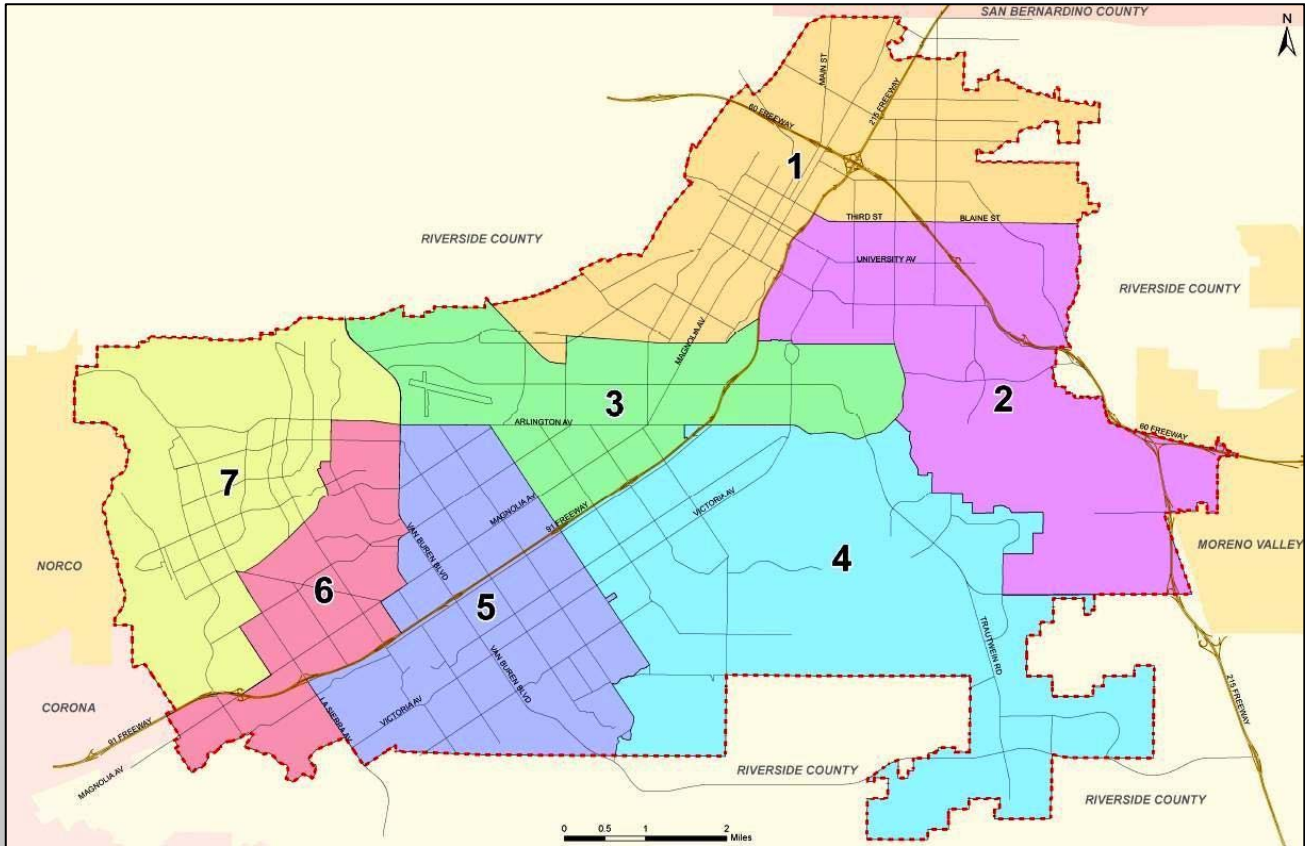 SAN BERNARDINO COUNTY
N
MAIN ST
215 FREEWAY
60 FREEWAY
1
THIRD ST
BLAINE ST
RIVERSIDE COUNTY
UNIVERSITY AV
RIVERSIDE COUNTY
MAGNOLIA AV
3
2
ARLINGTON AV
60 FREEWAY
7
MAGNOLIA AV
VICTORIA AV
91 FREEWAY
VAN BUREN BLVD
MORENO VALLEY
NORCO
4
6
5
TRAUTWEIN RD
VAN BUREN BLVD
215 FREEWAY
CORONA
LA SIERRA AV
VICTORIA AV
91 FREEWAY
MAGNOLIA AV
RIVERSIDE COUNTY
RIVERSIDE COUNTY
0 0.5 1 2
Miles